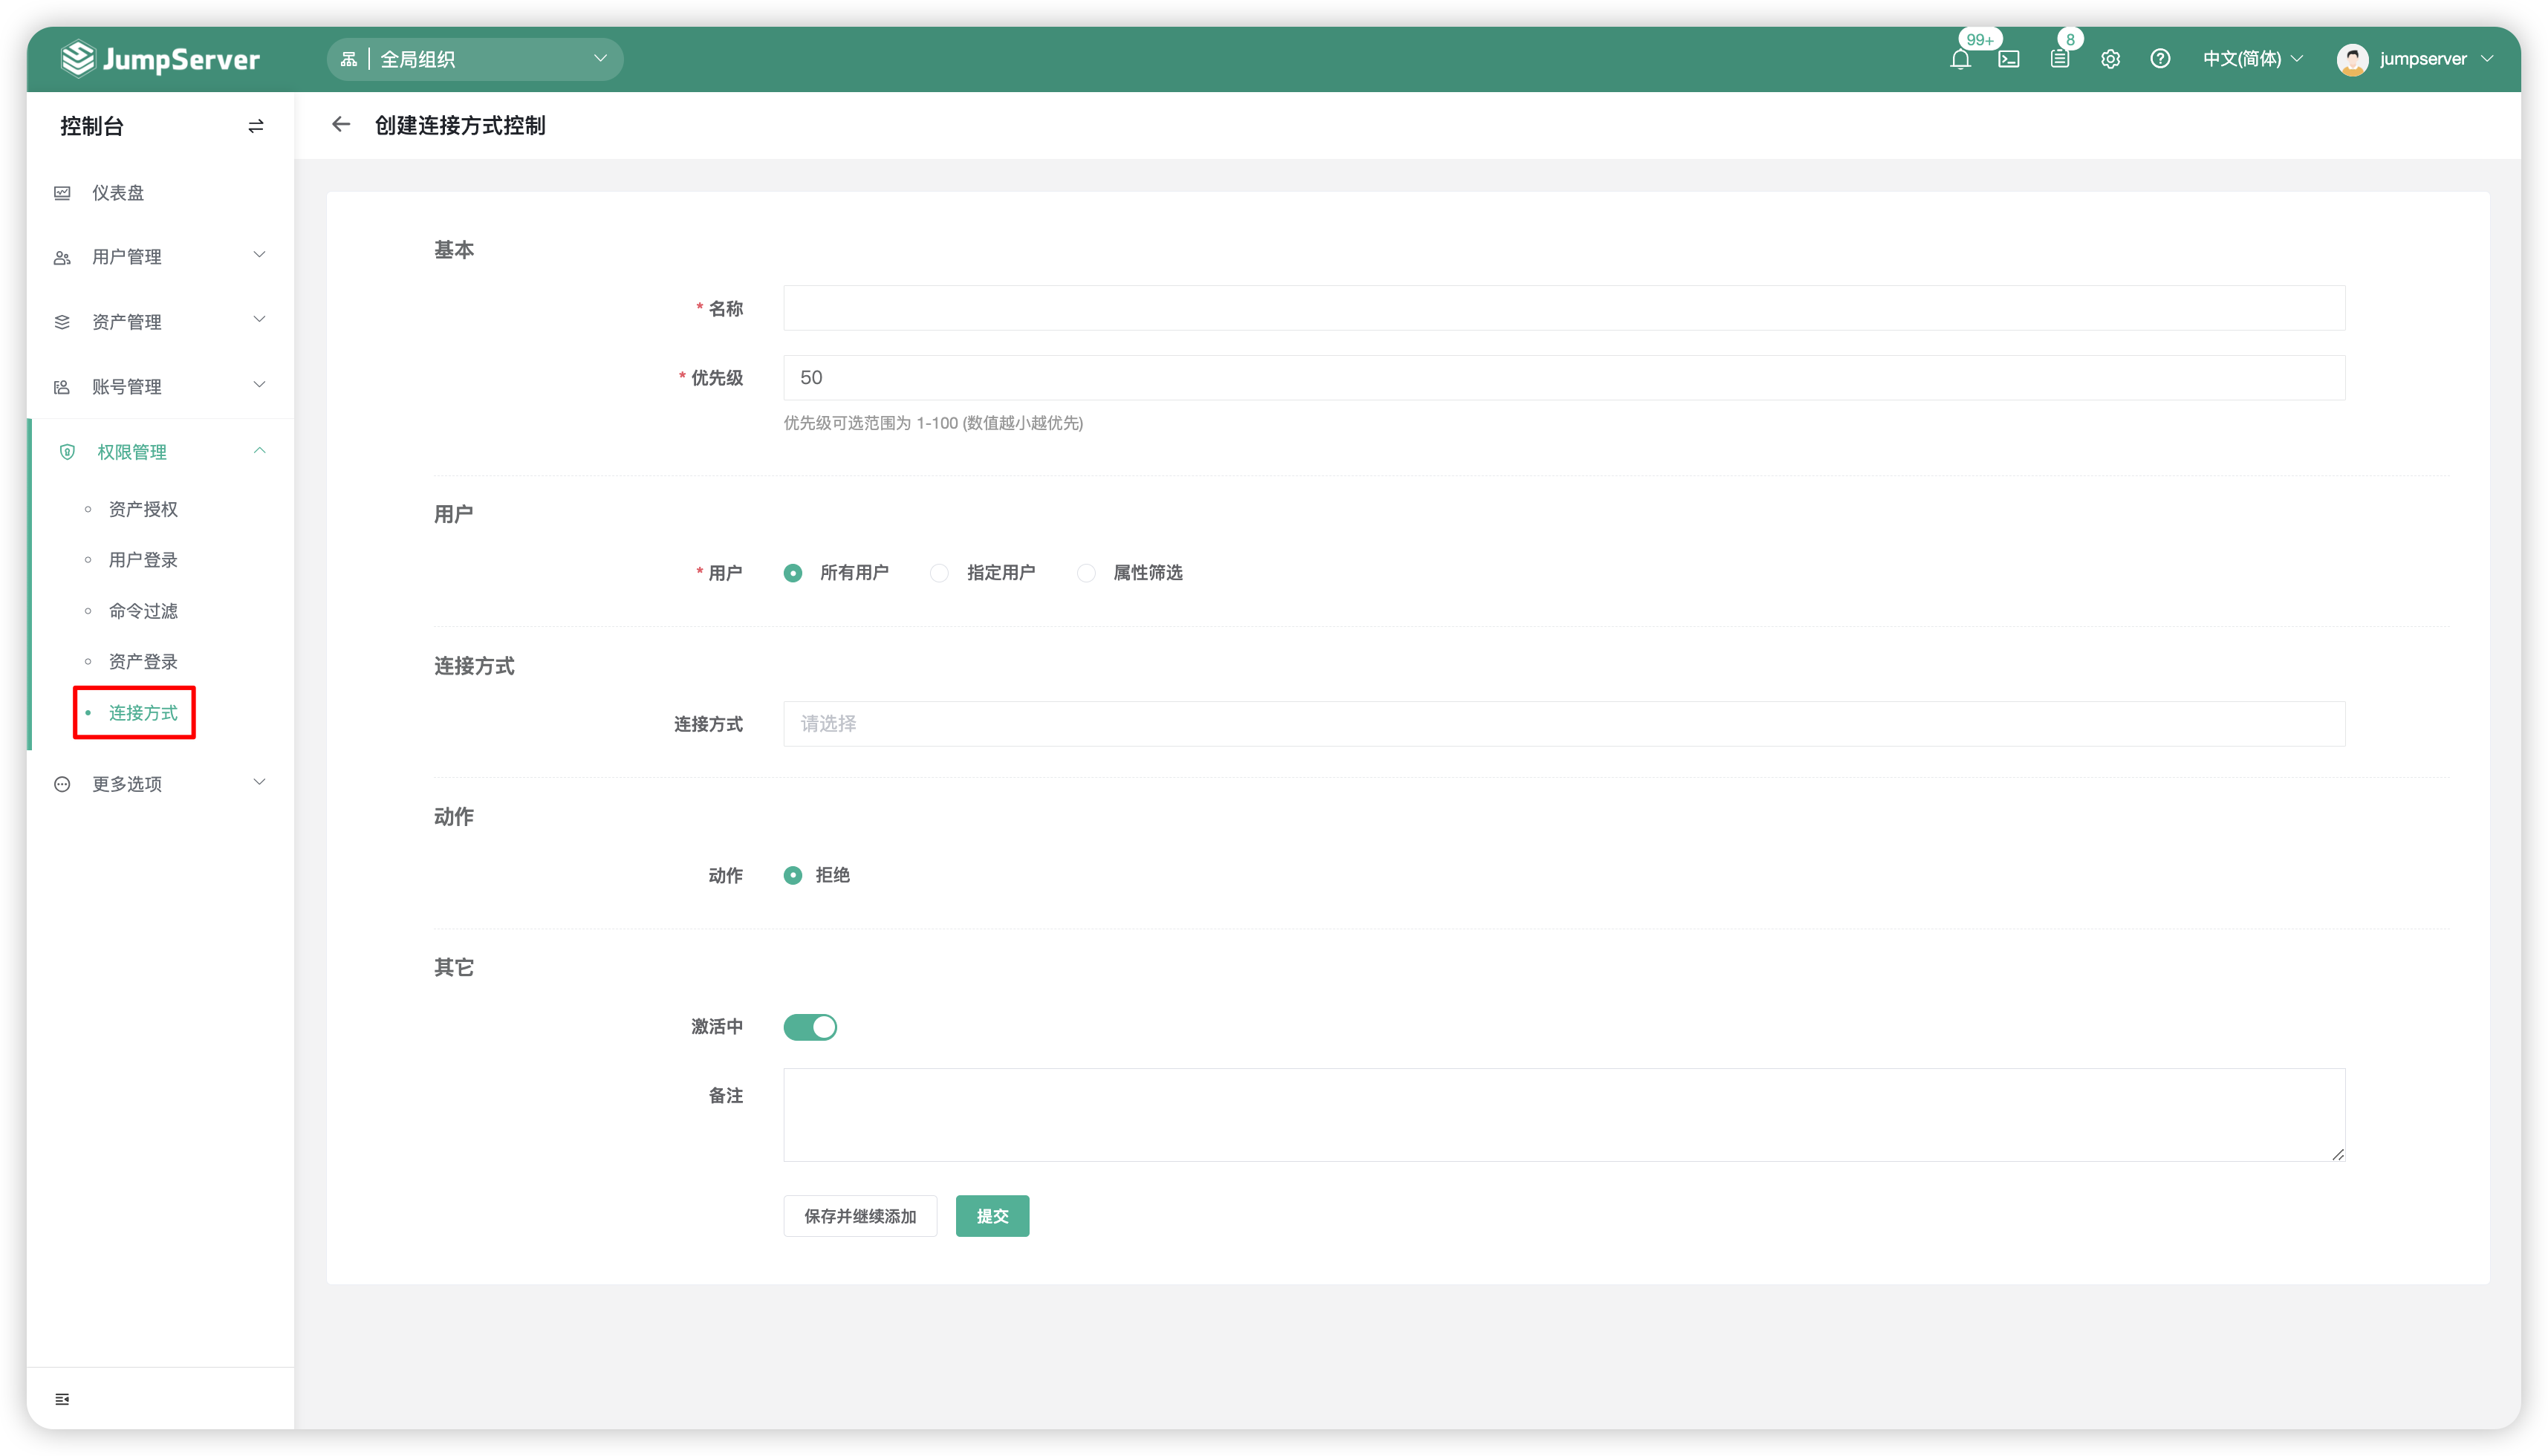 JumpServer
全局组织
99+
8
中文(简体)
jumpserver
控制台
创建连接方式控制
仪表盘
用户管理
资产管理
账号管理
权限管理
资产授权
用户登录
命令过滤
资产登录
连接方式
更多选项
基本
* 名称
* 优先级
50
优先级可选范围为 1-100 (数值越小越优先)
用户
* 用户
所有用户
指定用户
属性筛选
连接方式
连接方式
请选择
动作
动作
拒绝
其它
激活中
备注
保存并继续添加
提交